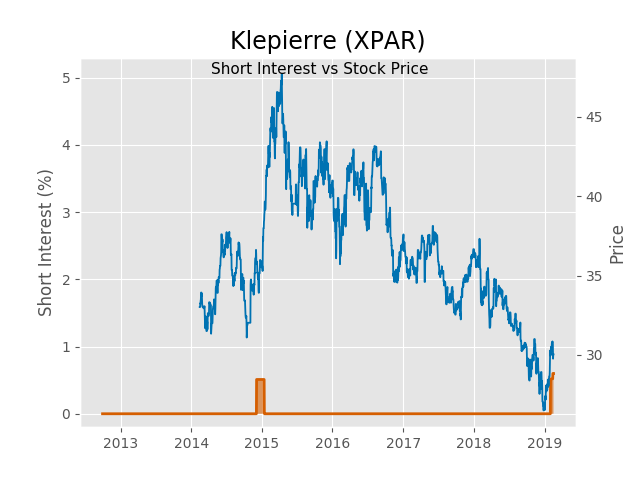 Klepierre (XPAR)
Short Interest vs Stock Price
Short Interest (%)
5
4
3
2
1
0
45
40
35
30
Price
2013 2014 2015 2016 2017 2018 2019